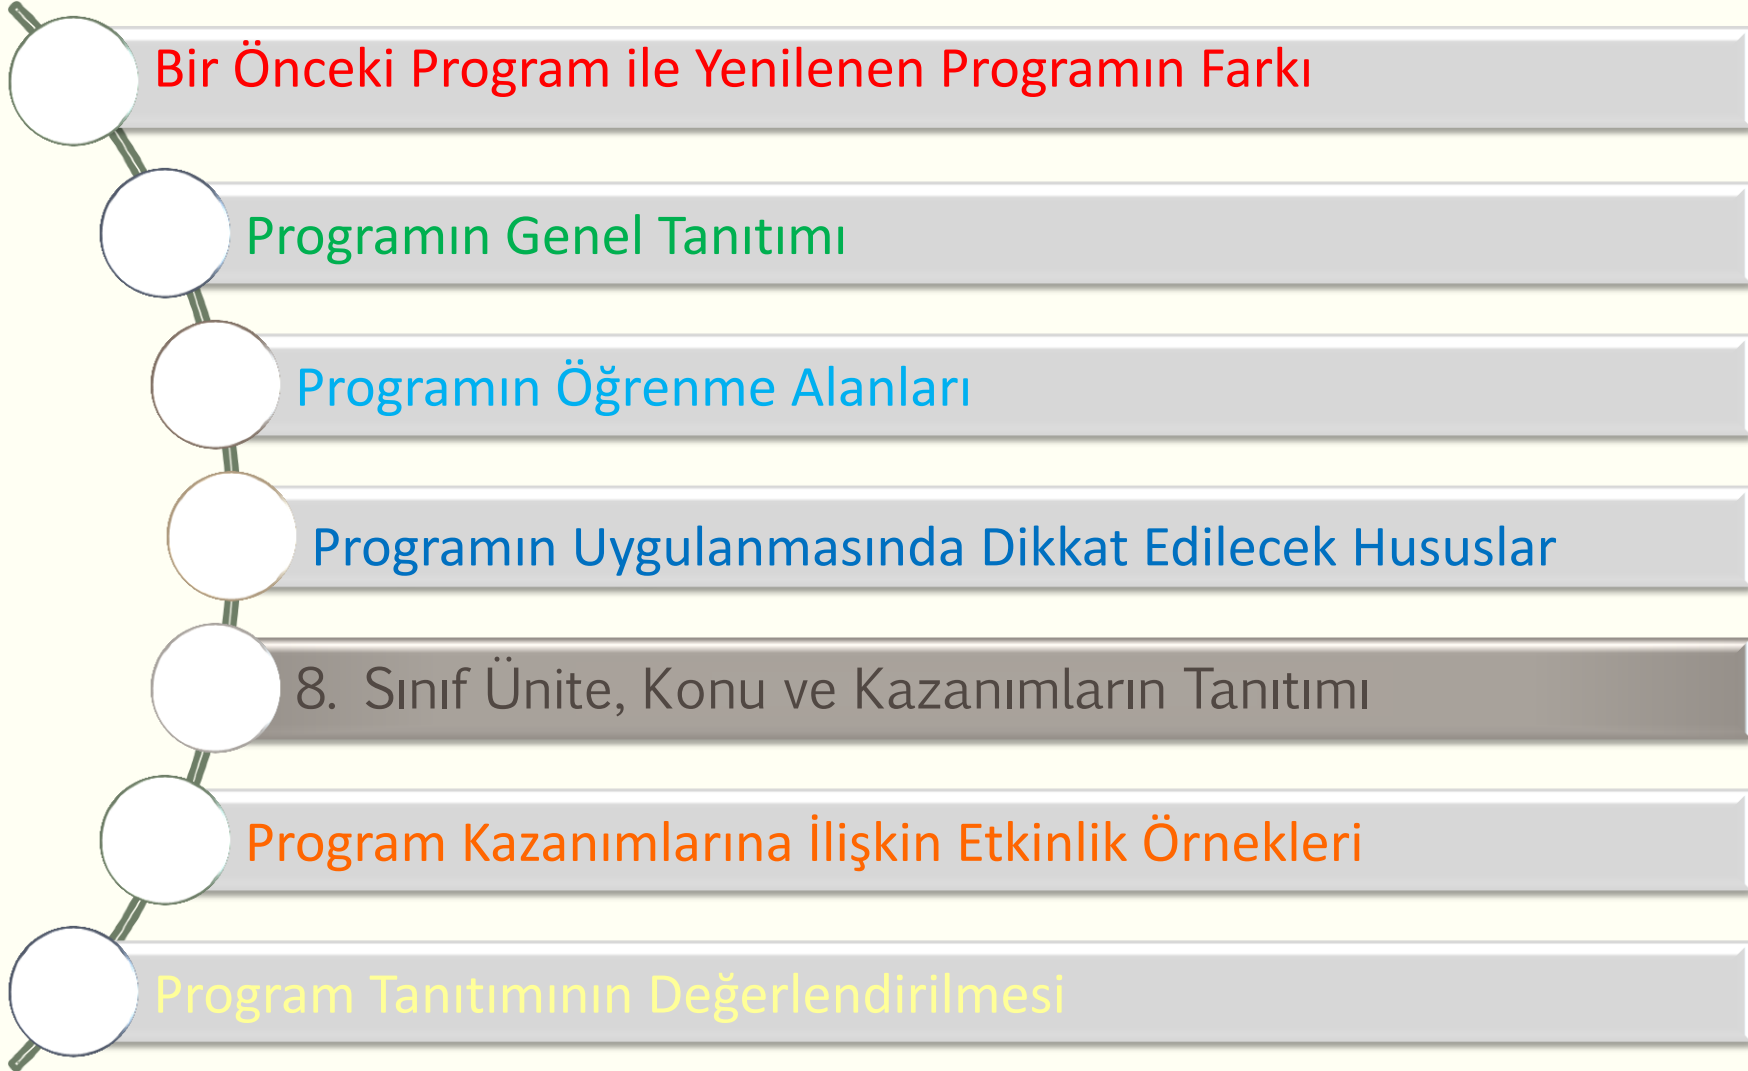 Bir Önceki Program ile Yenilenen Programın Farkı
Programın Genel Tanıtımı
Programın Öğrenme Alanları
Programın Uygulanmasında Dikkat Edilecek Hususlar
8. Sınıf Ünite, Konu ve Kazanımların Tanıtımı
Program Kazanımlarına İlişkin Etkinlik Örnekleri
Program Tanıtımının Değerlendirilmesi